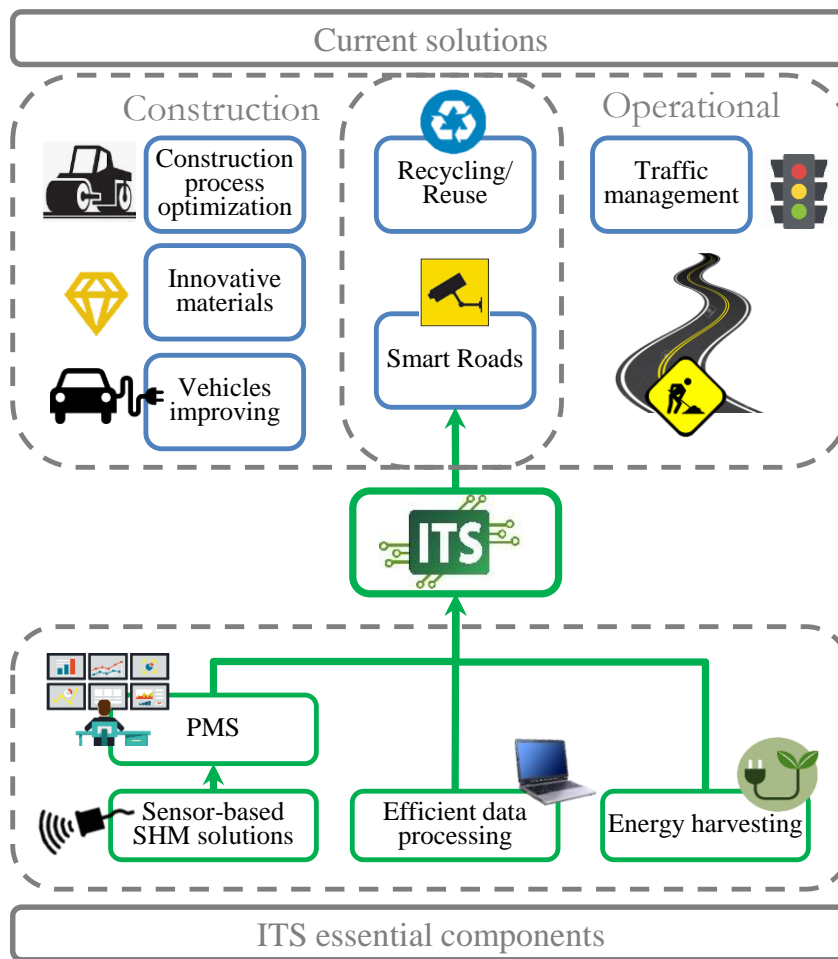 Current solutions
Construction
Operational
Construction
process
optimization
Recycling/
Reuse
Traffic
management
Innovative
materials
Smart Roads
Vehicles
improving
ITS
PMS
Sensor-based
SHM solutions
Efficient data
processing
Energy harvesting
ITS essential components